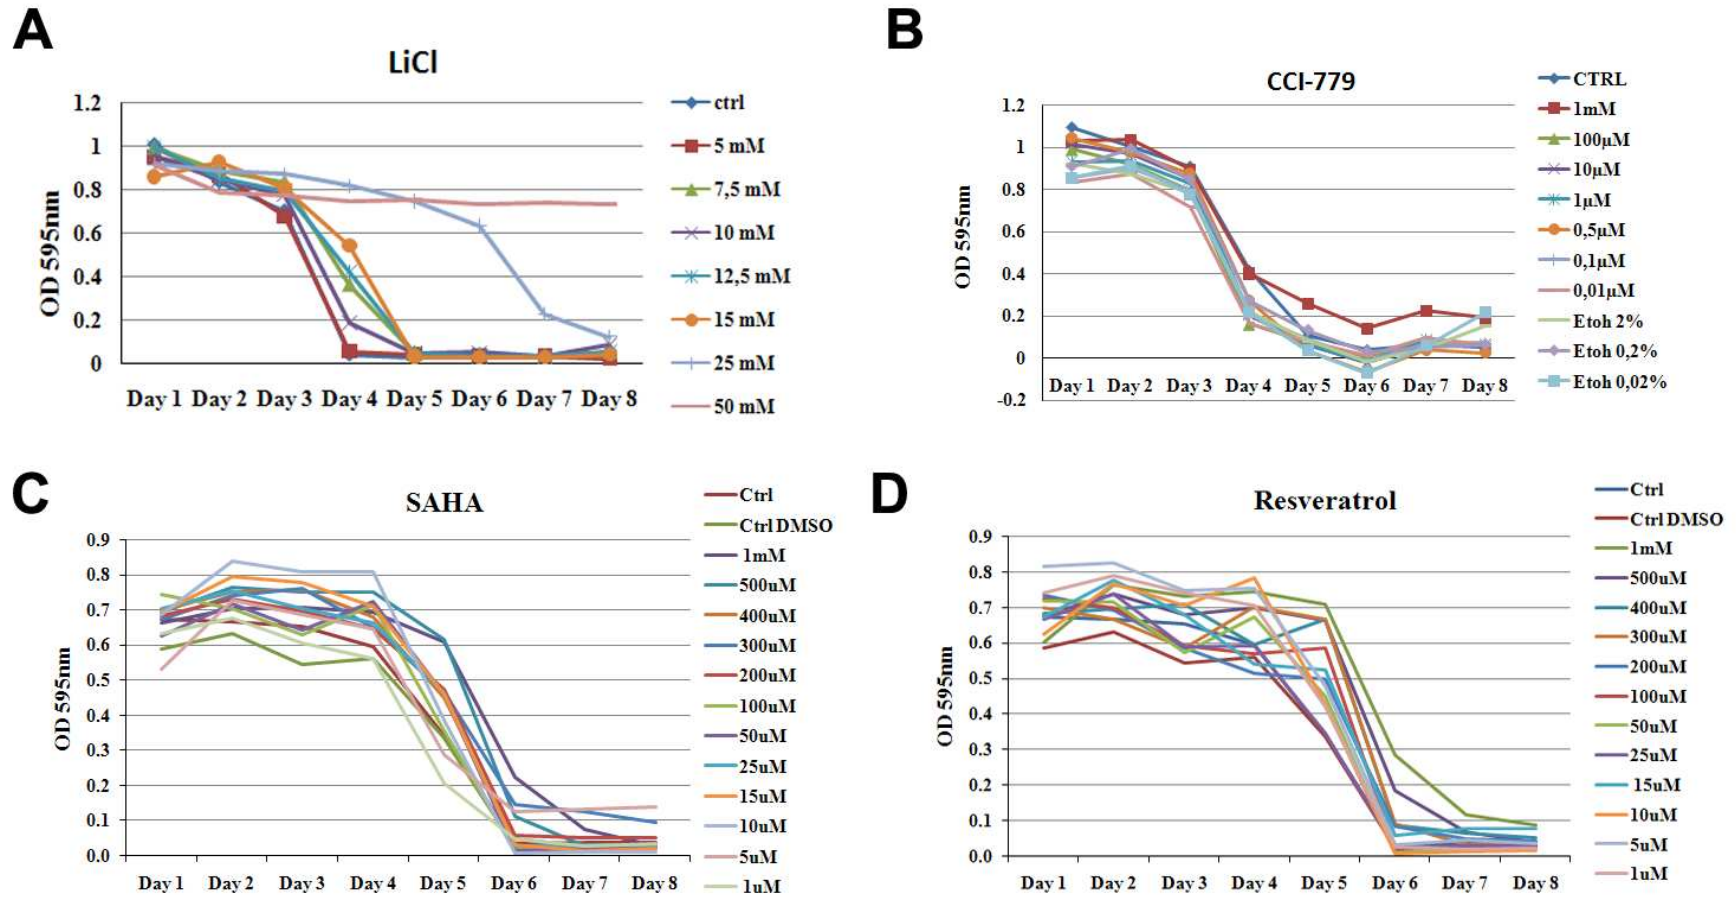 A
LiCl
1.2
1
0.8
0.6
0.4
0.2
0
OD 595nm
Day 1 Day 2 Day 3 Day 4 Day 5 Day 6 Day 7 Day 8
ctrl
5 mM
7,5 mM
10 mM
12,5 mM
15 mM
25 mM
50 mM
B
CCI-779
1.2
1
0.8
0.6
0.4
0.2
0
-0.2
OD 595nm
Day 1 Day 2 Day 3 Day 4 Day 5 Day 6 Day 7 Day 8
CTRL
1mM
100µM
10µM
1µM
0,5µM
0,1µM
0,01µM
Etoh 2%
Etoh 0,2%
Etoh 0,02%
C
SAHA
0.9
0.8
0.7
0.6
0.5
0.4
0.3
0.2
0.1
0.0
OD 595nm
Day 1 Day 2 Day 3 Day 4 Day 5 Day 6 Day 7 Day 8
Ctrl
Ctrl DMSO
1mM
500uM
400uM
300uM
200uM
100uM
50uM
25uM
15uM
10uM
5uM
1uM
D
Resveratrol
0.9
0.8
0.7
0.6
0.5
0.4
0.3
0.2
0.1
0.0
OD 595nm
Day 1 Day 2 Day 3 Day 4 Day 5 Day 6 Day 7 Day 8
Ctrl
Ctrl DMSO
1mM
500uM
400uM
300uM
200uM
100uM
50uM
25uM
15uM
10uM
5uM
1uM